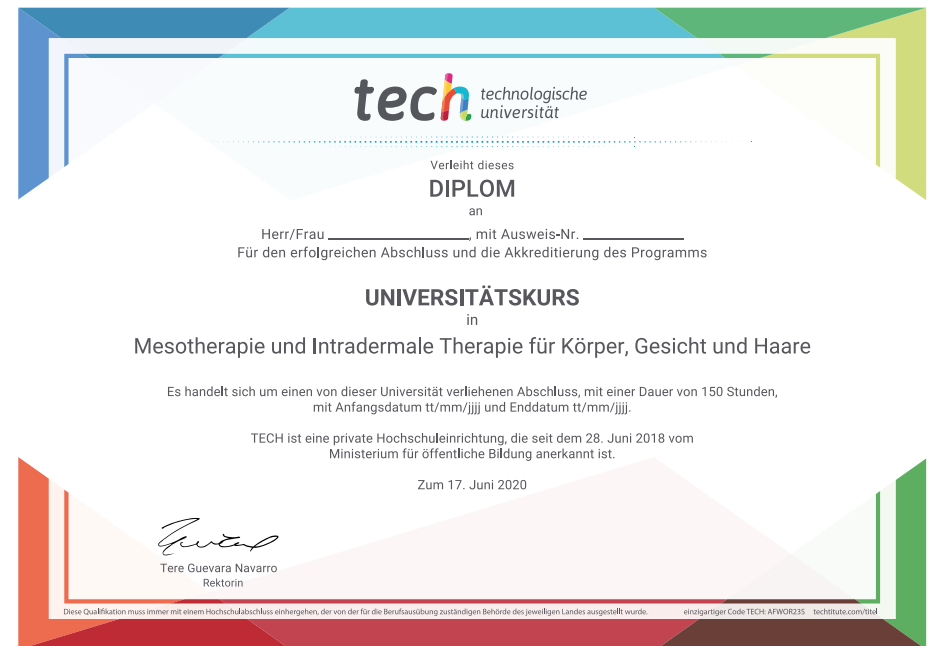 tech technologische
universität
Verleiht dieses
DIPLOM
an
Herr/Frau ____________, mit Ausweis-Nr. ____________
Für den erfolgreichen Abschluss und die Akkreditierung des Programms
UNIVERSITÄTSKURS
in
Mesotherapie und Intradermale Therapie für Körper, Gesicht und Haare
Es handelt sich um einen von dieser Universität verliehenen Abschluss, mit einer Dauer von 150 Stunden,
mit Anfangsdatum tt/mm/jjjj und Enddatum tt/mm/jjjj.
TECH ist eine private Hochschuleinrichtung, die seit dem 28. Juni 2018 vom
Ministerium für öffentliche Bildung anerkannt ist.
Zum 17. Juni 2020
Tere Guevara Navarro
Rektorin
Diese Qualifikation muss immer mit einem Hochschulabschluss einhergehen, der von der für die Berufsausübung zuständigen Behörde des jeweiligen Landes ausgestellt wurde. einzigartiger Code TECH: AFWOR23S techtitute.com/titel